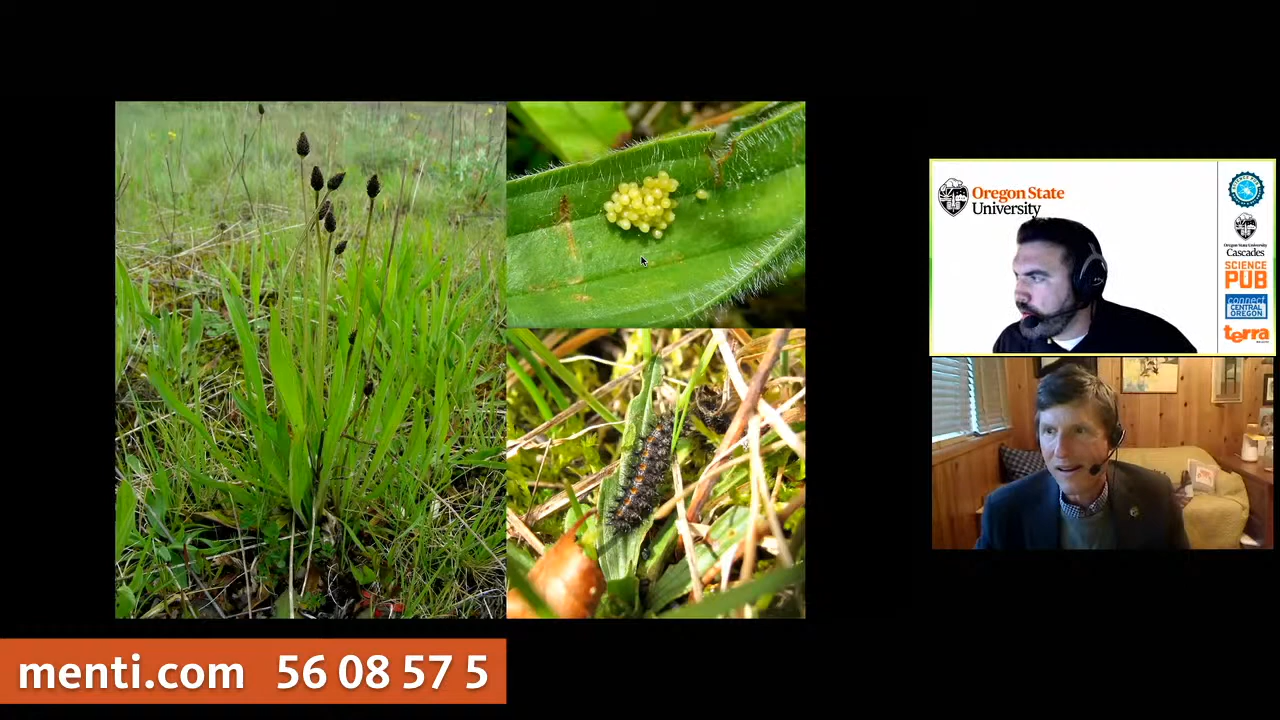 Oregon State
University
Oregon State
University
Cascades
SCIENCE
PUB
connect
CENTRAL
OREGON
terra
menti.com 56 08 57 5